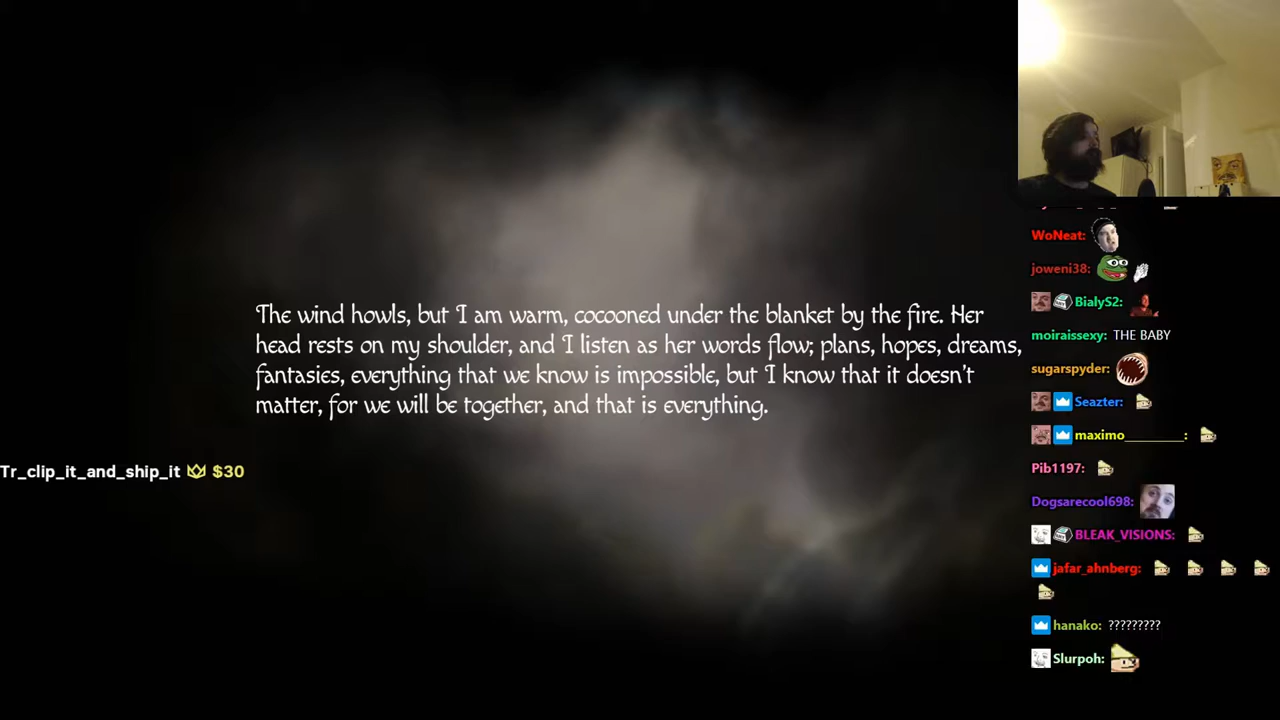 The wind howls, but I am warm, cocooned under the blanket by the fire. Her
head rests on my shoulder, and I listen as her words flow; plans, hopes, dreams,
fantasies, everything that we know is impossible, but I know that it doesn't
matter, for we will be together, and that is everything.
Tr_clip_it_and_ship_it $30
WoNeat:
joweni38:
BialyS2:
moiraissexy: THE BABY
sugarspyder:
Seazter:
maximo________:
Pib1197:
Dogsarecool698:
BLEAK_VISIONS:
jafar_ahnberg:
hanako: ?????????
Slurpoh: